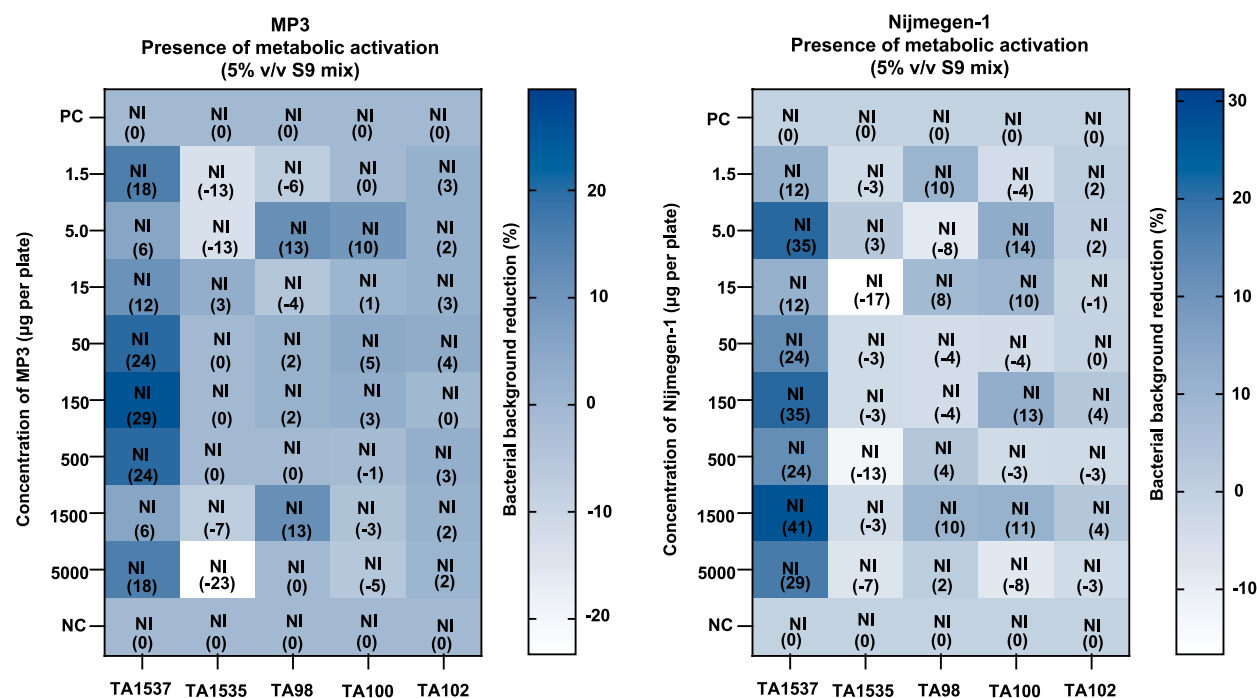 MP3
Presence of metabolic activation
(5% v/v S9 mix)
Concentration of MP3 (µg per plate)
PC NI NI NI NI NI
(0) (0) (0) (0) (0)
1.5 NI NI NI NI NI
(18) (-13) (-6) (0) (3)
5.0 NI NI NI NI NI
(6) (-13) (13) (10) (2)
15 NI NI NI NI NI
(12) (3) (-4) (1) (3)
50 NI NI NI NI NI
(24) (0) (2) (5) (4)
150 NI NI NI NI NI
(29) (0) (2) (3) (0)
500 NI NI NI NI NI
(24) (0) (0) (-1) (3)
1500 NI NI NI NI NI
(6) (-7) (13) (-3) (2)
5000 NI NI NI NI NI
(18) (-23) (0) (-5) (2)
NC NI NI NI NI NI
(0) (0) (0) (0) (0)
TA1537 TA1535 TA98 TA100 TA102
20
10
0
-10
-20
Bacterial background reduction (%)
Nijmegen-1
Presence of metabolic activation
(5% v/v S9 mix)
Concentration of Nijmegen-1 (µg per plate)
PC NI NI NI NI NI
(0) (0) (0) (0) (0)
1.5 NI NI NI NI NI
(12) (-3) (10) (-4) (2)
5.0 NI NI NI NI NI
(35) (3) (-8) (14) (2)
15 NI NI NI NI NI
(12) (-17) (8) (10) (-1)
50 NI NI NI NI NI
(24) (-3) (-4) (-4) (0)
150 NI NI NI NI NI
(35) (-3) (-4) (13) (4)
500 NI NI NI NI NI
(24) (-13) (4) (-3) (-3)
1500 NI NI NI NI NI
(41) (-3) (10) (11) (4)
5000 NI NI NI NI NI
(29) (-7) (2) (-8) (-3)
NC NI NI NI NI NI
(0) (0) (0) (0) (0)
TA1537 TA1535 TA98 TA100 TA102
30
20
10
0
-10
Bacterial background reduction (%)